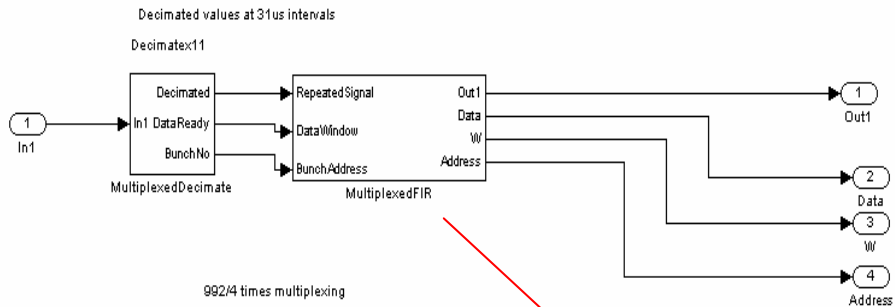 Decimated values at 31us intervals
Decimatex11
1
In1
Decimated
In1 DataReady
BunchNo
MultiplexedDecimate
RepeatedSignal
DataWindow
BunchAddress
Out1
Data
W
Address
MultiplexedFIR
1
Out1
2
Data
3
W
4
Address
992/4 times multiplexing